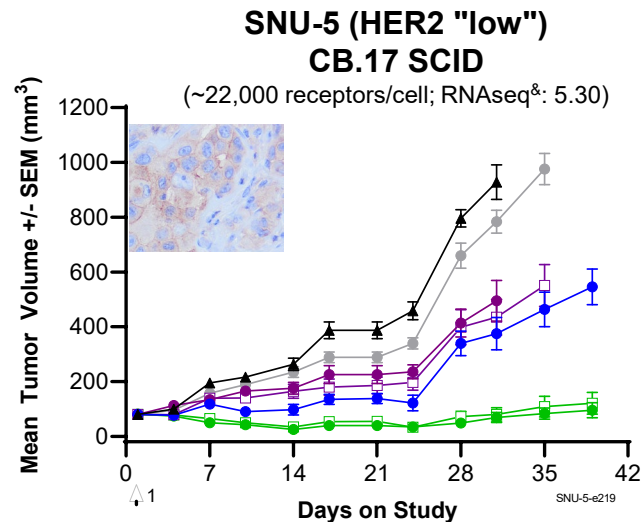 SNU-5 (HER2 "low")
CB.17 SCID
(~22,000 receptors/cell; RNAseq&: 5.30)
Mean Tumor Volume +/- SEM (mm3)
1200
1000
800
600
400
200
0
0 7 14 21 28 35 42
1
Days on Study
SNU-5-e219